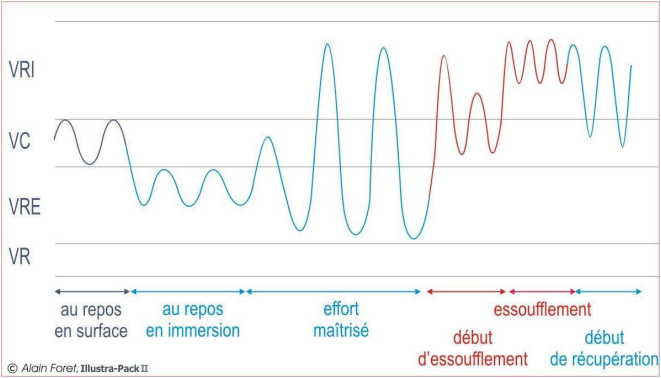 VRI
VC
VRE
VR
au repos
en surface
au repos
en immersion
effort
maîtrisé
début
d'essoufflement
essoufflement
début
de récupération
© Alain Foret, Illustra-Pack II